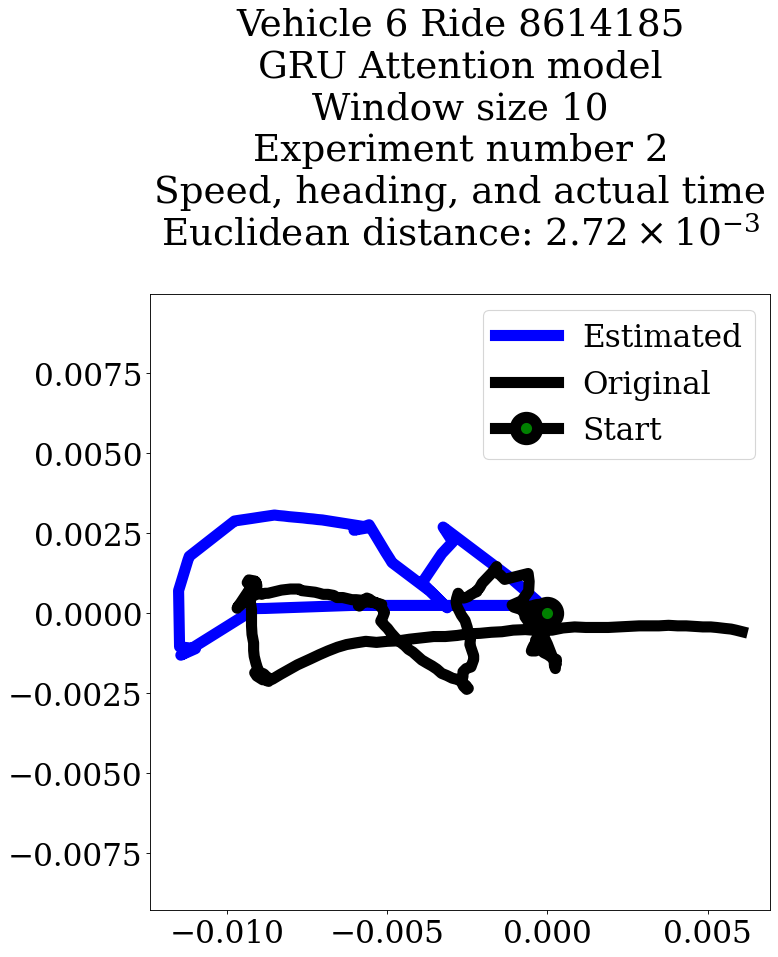 Vehicle 6 Ride 8614185
GRU Attention model
Window size 10
Experiment number 2
Speed, heading, and actual time
Euclidean distance: 2.72 × 10⁻³
Estimated
Original
Start
0.0075
0.0050
0.0025
0.0000
−0.0025
−0.0050
−0.0075
−0.010 −0.005 0.000 0.005